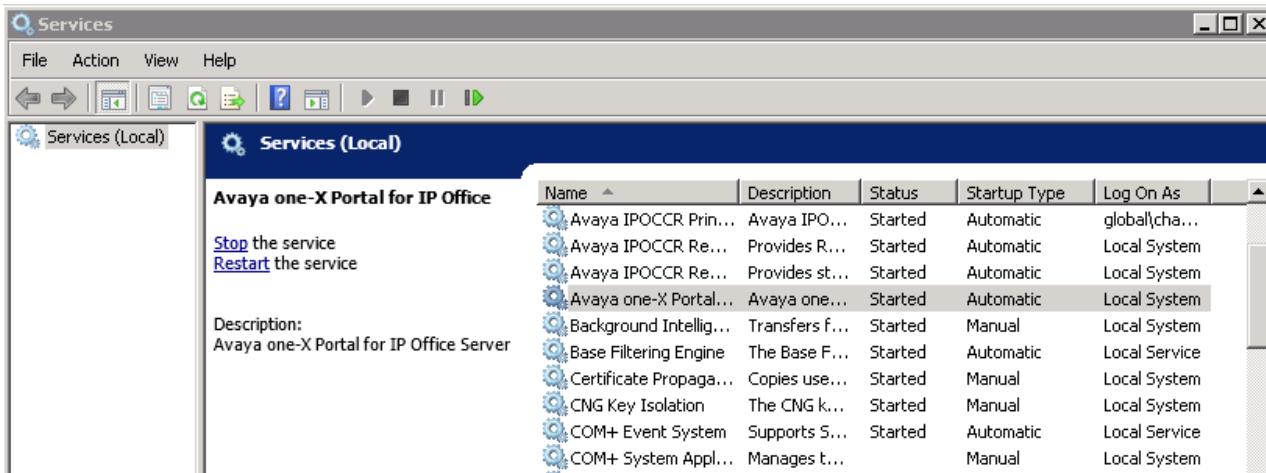 Services
File Action View Help
Services (Local)
Services (Local)
Avaya one-X Portal for IP Office
Stop the service
Restart the service
Description:
Avaya one-X Portal for IP Office Server
Name Description Status Startup Type Log On As
Avaya IPOCCR Prin... Avaya IPO... Started Automatic global\cha...
Avaya IPOCCR Re... Provides R... Started Automatic Local System
Avaya IPOCCR Re... Provides st... Started Automatic Local System
Avaya one-X Portal... Avaya one... Started Automatic Local System
Background Intellig... Transfers f... Started Manual Local System
Base Filtering Engine The Base F... Started Automatic Local Service
Certificate Propaga... Copies use... Started Manual Local System
CNG Key Isolation The CNG k... Started Manual Local System
COM+ Event System Supports S... Started Automatic Local Service
COM+ System Appl... Manages t... Manual Local System